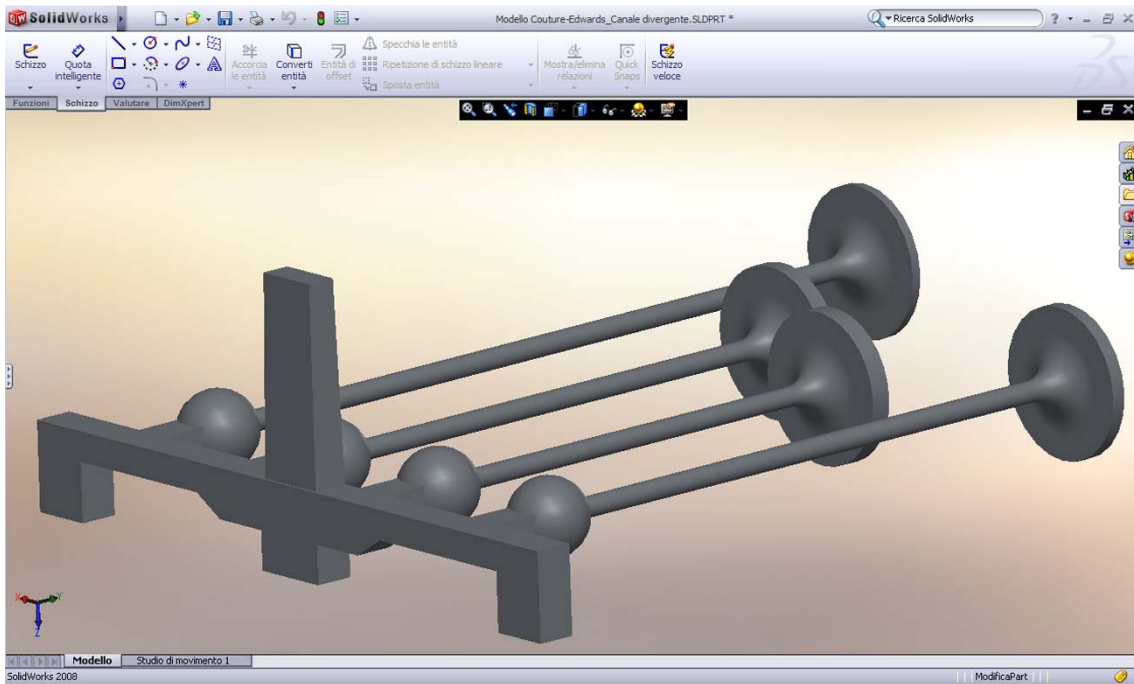 SolidWorks
Modello Couture-Edwards_Canale divergente.SLDPRT *
Ricerca SolidWorks
?
Schizzo
Quota intelligente
Accorcia le entità
Converti entità
Entità di offset
Specchia le entità
Ripetizione di schizzo lineare
Sposta entità
Mostra/elimina relazioni
Quick Snaps
Schizzo veloce
Funzioni
Schizzo
Valutare
DimXpert
X
Y
Z
Modello
Studio di movimento 1
SolidWorks 2008
ModificaPart